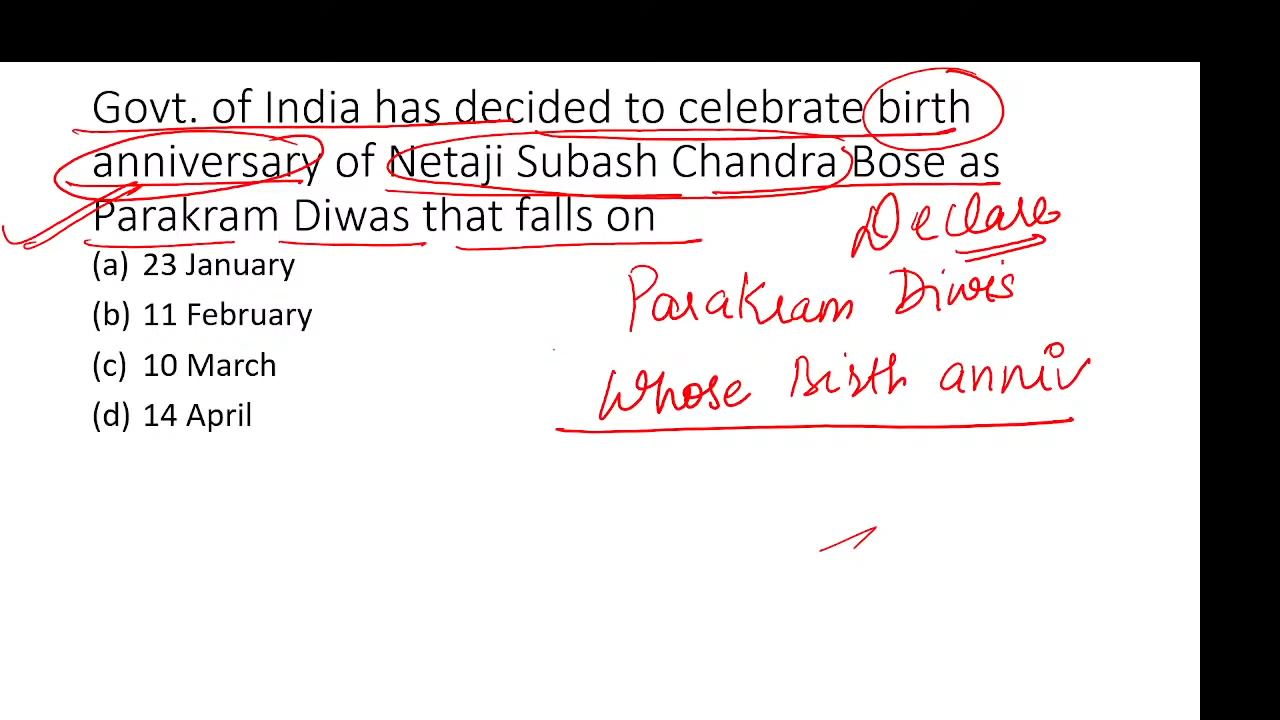 Govt. of India has decided to celebrate birth
anniversary of Netaji Subash Chandra Bose as
Parakram Diwas that falls on
(a) 23 January
(b) 11 February
(c) 10 March
(d) 14 April
Declare
Parakram Diwis
Whose Birth anniv